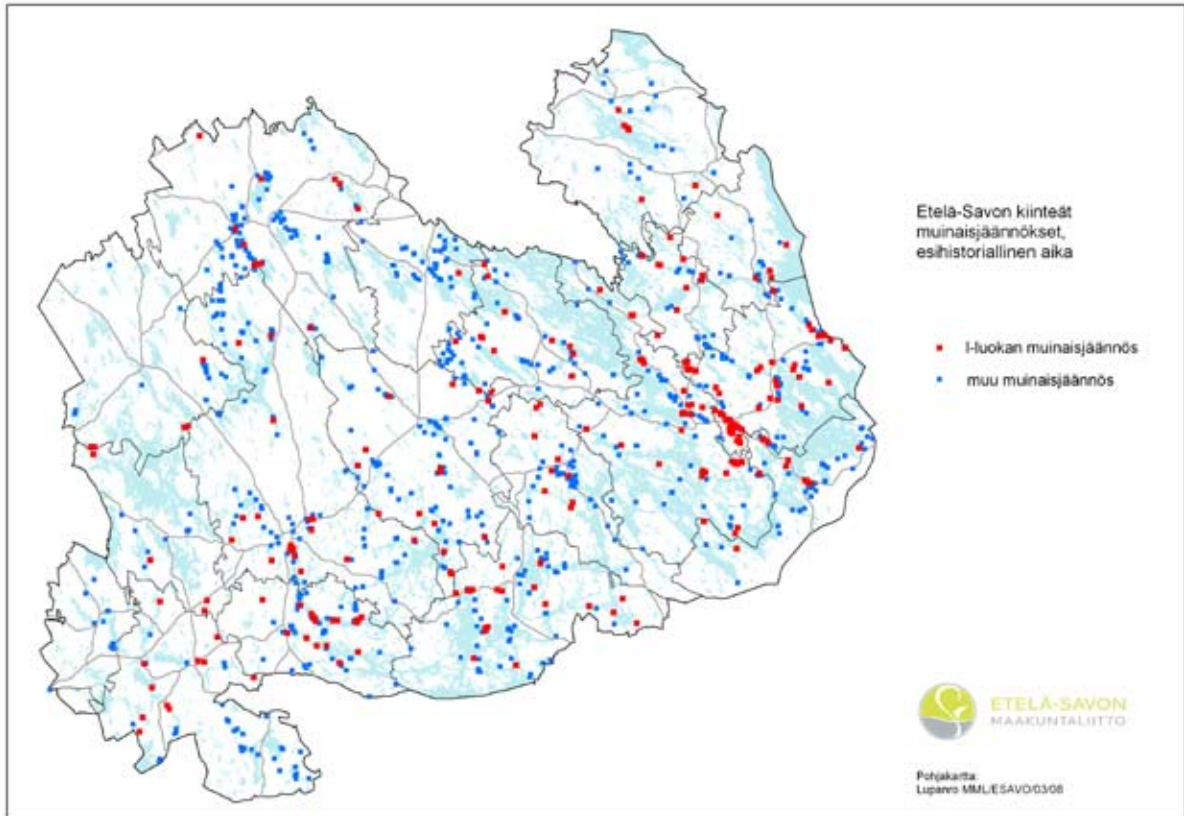 Etelä-Savon kiinteät
muinaisjäännökset,
esihistoriallinen aika
I-luokan muinaisjäännös
muu muinaisjäännös
ETELÄ-SAVON
MAAKUNTALIITTO
Pohjakartta:
Lupanro MML/ESAVO/03/08